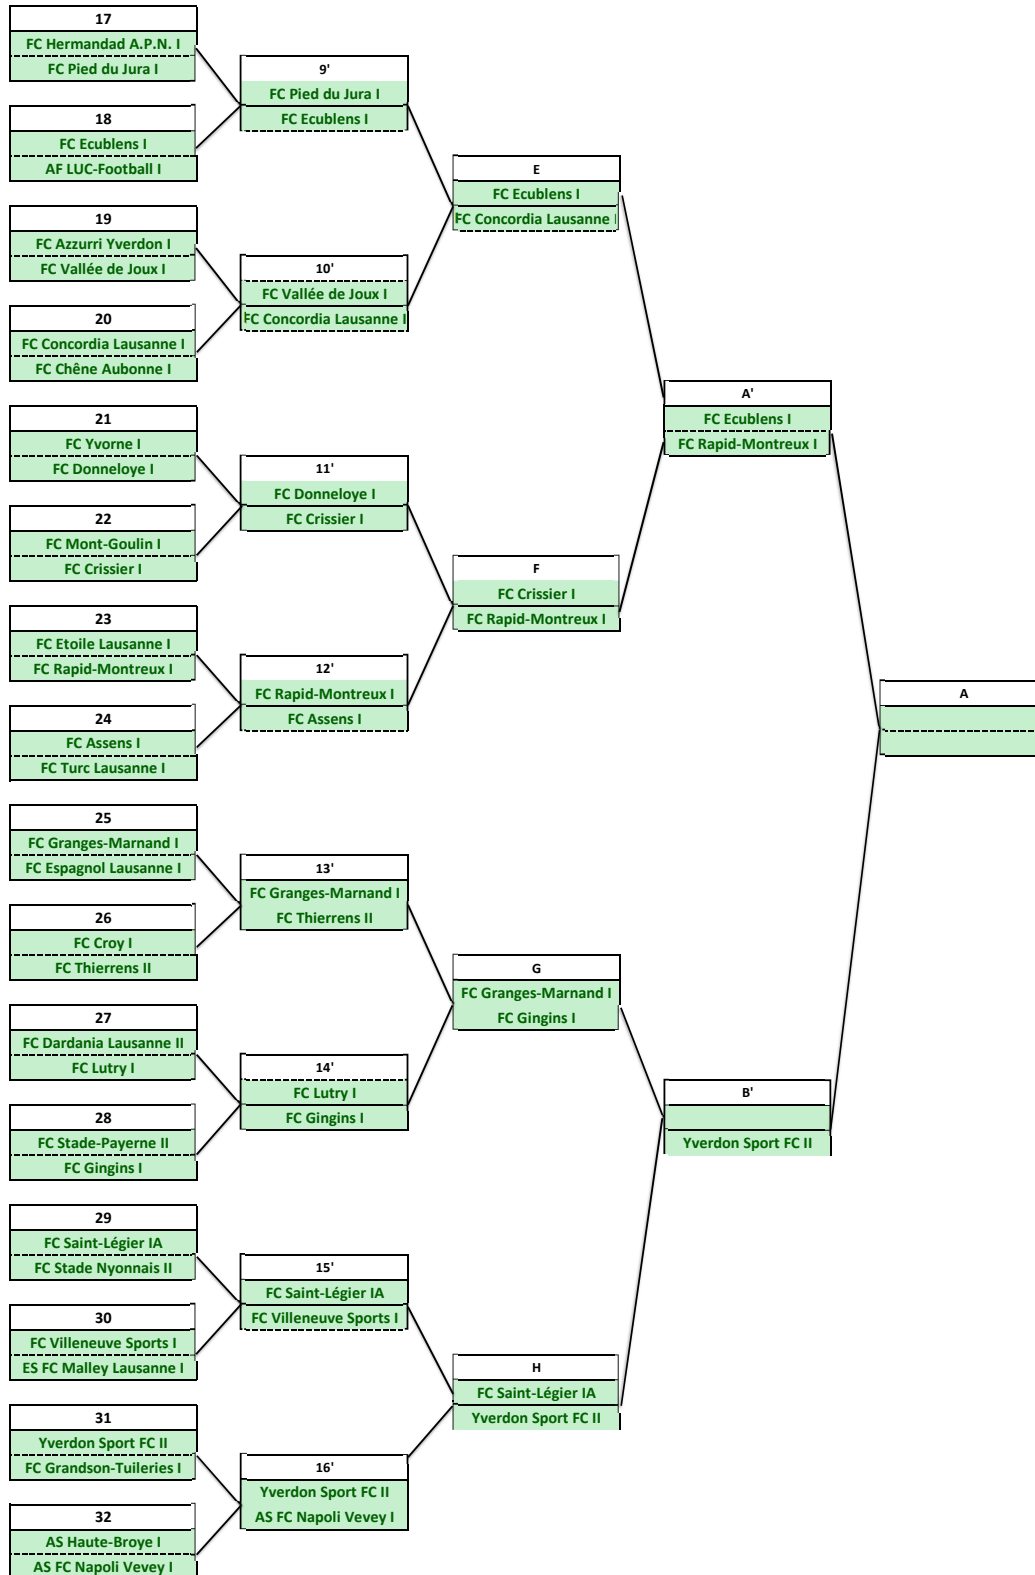 17
FC Hermandad A.P.N. I
FC Pied du Jura I
18
FC Ecublens I
AF LUC-Football I
19
FC Azzurri Yverdon I
FC Vallée de Joux I
20
FC Concordia Lausanne I
FC Chêne Aubonne I
21
FC Yvorne I
FC Donneloye I
22
FC Mont-Goulin I
FC Crissier I
23
FC Etoile Lausanne I
FC Rapid-Montreux I
24
FC Assens I
FC Turc Lausanne I
25
FC Granges-Marnand I
FC Espagnol Lausanne I
26
FC Croy I
FC Thierrens II
27
FC Dardania Lausanne II
FC Lutry I
28
FC Stade-Payerne II
FC Gingins I
29
FC Saint-Légier IA
FC Stade Nyonnais II
30
FC Villeneuve Sports I
ES FC Malley Lausanne I
31
Yverdon Sport FC II
FC Grandson-Tuileries I
32
AS Haute-Broye I
AS FC Napoli Vevey I
9'
FC Pied du Jura I
FC Ecublens I
10'
FC Vallée de Joux I
FC Concordia Lausanne I
11'
FC Donneloye I
FC Crissier I
12'
FC Rapid-Montreux I
FC Assens I
13'
FC Granges-Marnand I
FC Thierrens II
14'
FC Lutry I
FC Gingins I
15'
FC Saint-Légier IA
FC Villeneuve Sports I
16'
Yverdon Sport FC II
AS FC Napoli Vevey I
E
FC Ecublens I
FC Concordia Lausanne I
F
FC Crissier I
FC Rapid-Montreux I
G
FC Granges-Marnand I
FC Gingins I
H
FC Saint-Légier IA
Yverdon Sport FC II
A'
FC Ecublens I
FC Rapid-Montreux I
B'
Yverdon Sport FC II
A